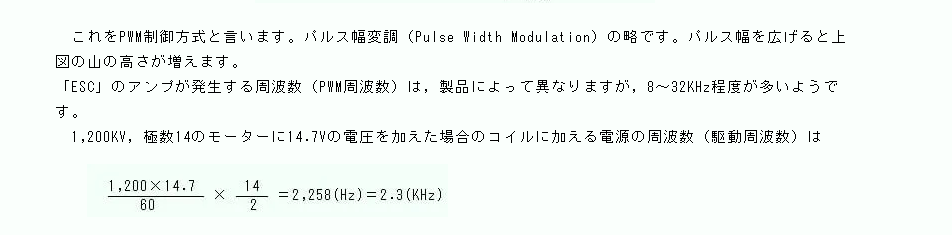 これをPWM制御方式と言います。パルス幅変調（Pulse Width Modulation）の略です。パルス幅を広げると上
図の山の高さが増えます。
「ESC」のアンプが発生する周波数（PWM周波数）は，製品によって異なりますが，8～32KHz程度が多いようで
す。
1,200KV，極数14のモーターに14.7Vの電圧を加えた場合のコイルに加える電源の周波数（駆動周波数）は
1,200×14.7 / 60 × 14 / 2 ＝2,258(Hz)＝2.3(KHz)